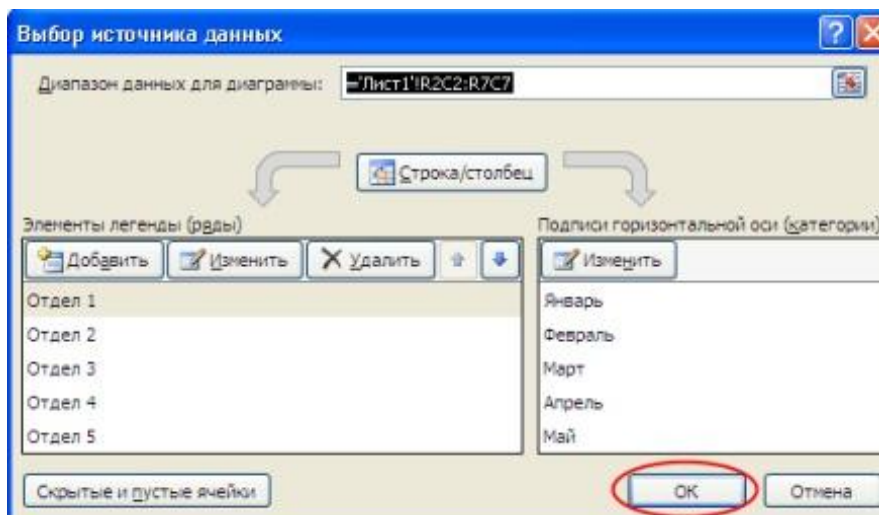 Выбор источника данных
Диапазон данных для диаграммы: ='Лист1'!R2C2:R7C7
Строка/столбец
Элементы легенды (ряды)
Добавить Изменить Удалить
Отдел 1
Отдел 2
Отдел 3
Отдел 4
Отдел 5
Подписи горизонтальной оси (категории)
Изменить
Январь
Февраль
Март
Апрель
Май
Скрытые и пустые ячейки
ОК Отмена